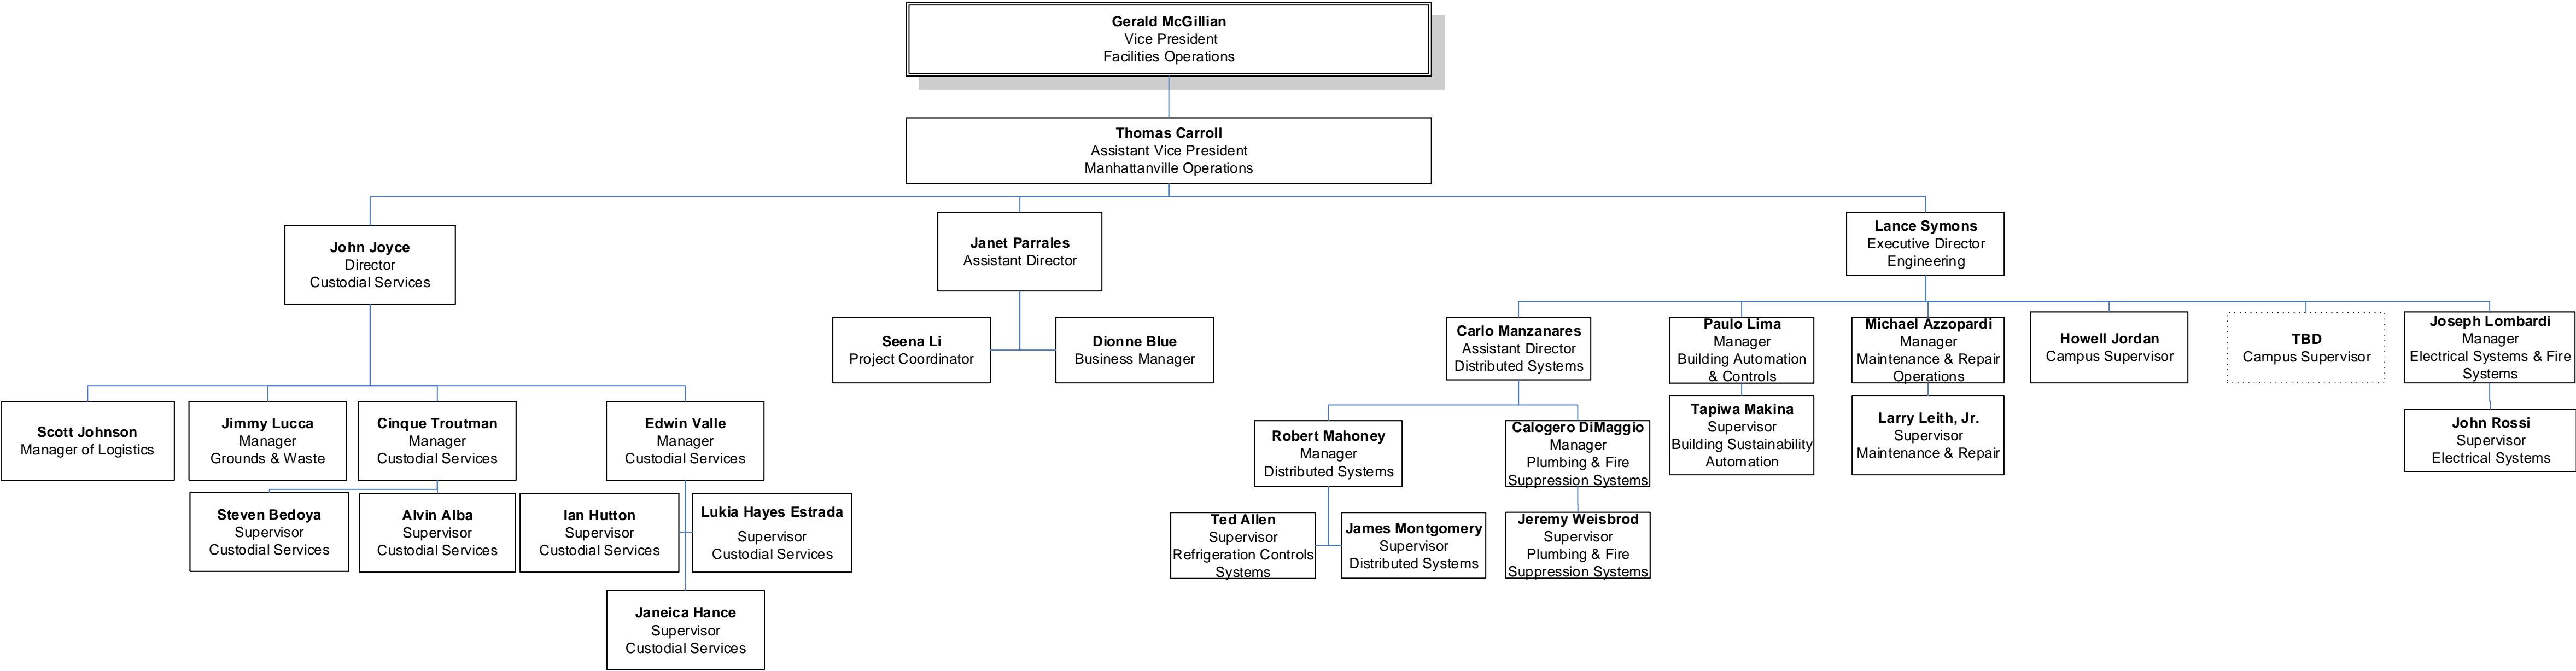 Gerald McGillian
Vice President
Facilities Operations
Thomas Carroll
Assistant Vice President
Manhattanville Operations
John Joyce
Director
Custodial Services
Janet Parrales
Assistant Director
Lance Symons
Executive Director
Engineering
Seena Li
Project Coordinator
Dionne Blue
Business Manager
Carlo Manzanares
Assistant Director
Distributed Systems
Paulo Lima
Manager
Building Automation
& Controls
Michael Azzopardi
Manager
Maintenance & Repair
Operations
Howell Jordan
Campus Supervisor
TBD
Campus Supervisor
Joseph Lombardi
Manager
Electrical Systems & Fire
Systems
Scott Johnson
Manager of Logistics
Jimmy Lucca
Manager
Grounds & Waste
Cinque Troutman
Manager
Custodial Services
Edwin Valle
Manager
Custodial Services
Robert Mahoney
Manager
Distributed Systems
Calogero DiMaggio
Manager
Plumbing & Fire
Suppression Systems
Tapiwa Makina
Supervisor
Building Sustainability
Automation
Larry Leith, Jr.
Supervisor
Maintenance & Repair
John Rossi
Supervisor
Electrical Systems
Steven Bedoya
Supervisor
Custodial Services
Alvin Alba
Supervisor
Custodial Services
Ian Hutton
Supervisor
Custodial Services
Lukia Hayes Estrada
Supervisor
Custodial Services
Ted Allen
Supervisor
Refrigeration Controls
Systems
James Montgomery
Supervisor
Distributed Systems
Jeremy Weisbrod
Supervisor
Plumbing & Fire
Suppression Systems
Janeica Hance
Supervisor
Custodial Services